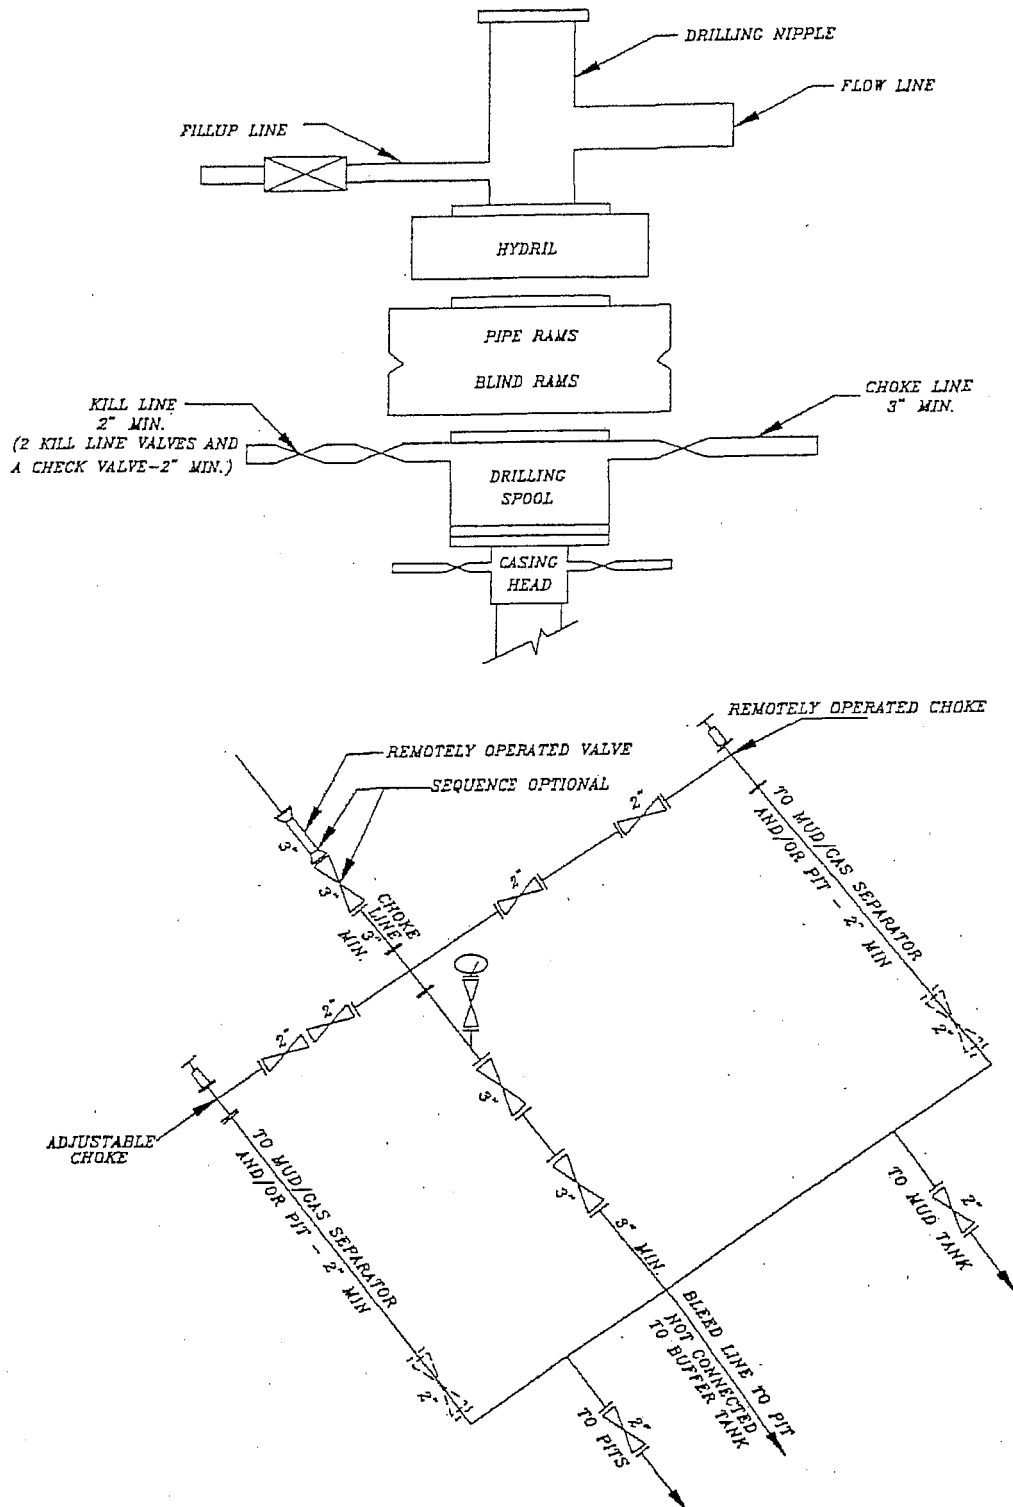 DRILLING NIPPLE
FLOW LINE
FILLUP LINE
HYDRIL
PIPE RAMS
BLIND RAMS
KILL LINE
2" MIN.
(2 KILL LINE VALVES AND
A CHECK VALVE-2" MIN.)
CHOKE LINE
3" MIN.
DRILLING
SPOOL
CASING
HEAD
REMOTELY OPERATED CHOKE
REMOTELY OPERATED VALVE
SEQUENCE OPTIONAL
3"
3"
CHOKE
LINE
3"
MIN.
2"
2"
TO MUD/GAS SEPARATOR
AND/OR PIT - 2" MIN
2"
2"
2"
ADJUSTABLE
CHOKE
TO MUD/GAS SEPARATOR
AND/OR PIT - 2" MIN
2"
3"
3"
3" MIN.
BLEED LINE TO PIT
NOT CONNECTED
TO BUFFER TANK
2"
TO MUD TANK
2"
TO PITS